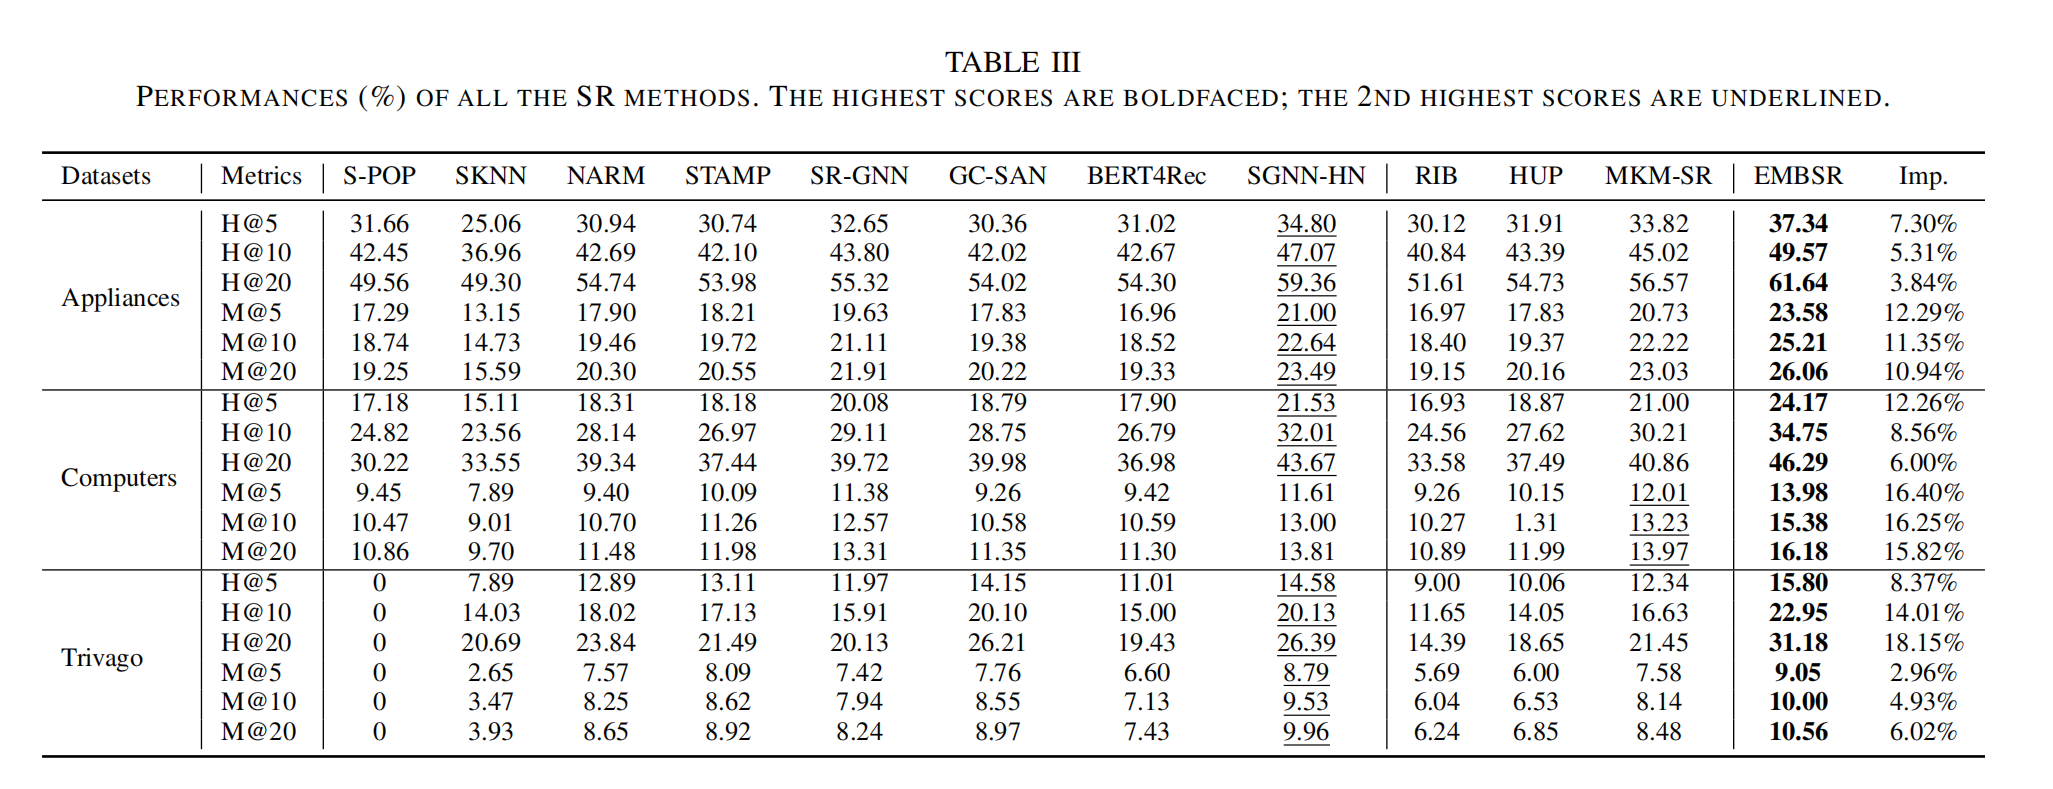 TABLE III
PERFORMANCES (%) OF ALL THE SR METHODS. THE HIGHEST SCORES ARE BOLDFACED; THE 2ND HIGHEST SCORES ARE UNDERLINED.
Datasets Metrics S-POP SKNN NARM STAMP SR-GNN GC-SAN BERT4Rec SGNN-HN RIB HUP MKM-SR EMBSR Imp.
H@5 31.66 25.06 30.94 30.74 32.65 30.36 31.02 34.80 30.12 31.91 33.82 37.34 7.30%
H@10 42.45 36.96 42.69 42.10 43.80 42.02 42.67 47.07 40.84 43.39 45.02 49.57 5.31%
H@20 49.56 49.30 54.74 53.98 55.32 54.02 54.30 59.36 51.61 54.73 56.57 61.64 3.84%
Appliances
M@5 17.29 13.15 17.90 18.21 19.63 17.83 16.96 21.00 16.97 17.83 20.73 23.58 12.29%
M@10 18.74 14.73 19.46 19.72 21.11 19.38 18.52 22.64 18.40 19.37 22.22 25.21 11.35%
M@20 19.25 15.59 20.30 20.55 21.91 20.22 19.33 23.49 19.15 20.16 23.03 26.06 10.94%
H@5 17.18 15.11 18.31 18.18 20.08 18.79 17.90 21.53 16.93 18.87 21.00 24.17 12.26%
H@10 24.82 23.56 28.14 26.97 29.11 28.75 26.79 32.01 24.56 27.62 30.21 34.75 8.56%
H@20 30.22 33.55 39.34 37.44 39.72 39.98 36.98 43.67 33.58 37.49 40.86 46.29 6.00%
Computers
M@5 9.45 7.89 9.40 10.09 11.38 9.26 9.42 11.61 9.26 10.15 12.01 13.98 16.40%
M@10 10.47 9.01 10.70 11.26 12.57 10.58 10.59 13.00 10.27 1.31 13.23 15.38 16.25%
M@20 10.86 9.70 11.48 11.98 13.31 11.35 11.30 13.81 10.89 11.99 13.97 16.18 15.82%
H@5 0 7.89 12.89 13.11 11.97 14.15 11.01 14.58 9.00 10.06 12.34 15.80 8.37%
H@10 0 14.03 18.02 17.13 15.91 20.10 15.00 20.13 11.65 14.05 16.63 22.95 14.01%
H@20 0 20.69 23.84 21.49 20.13 26.21 19.43 26.39 14.39 18.65 21.45 31.18 18.15%
Trivago
M@5 0 2.65 7.57 8.09 7.42 7.76 6.60 8.79 5.69 6.00 7.58 9.05 2.96%
M@10 0 3.47 8.25 8.62 7.94 8.55 7.13 9.53 6.04 6.53 8.14 10.00 4.93%
M@20 0 3.93 8.65 8.92 8.24 8.97 7.43 9.96 6.24 6.85 8.48 10.56 6.02%